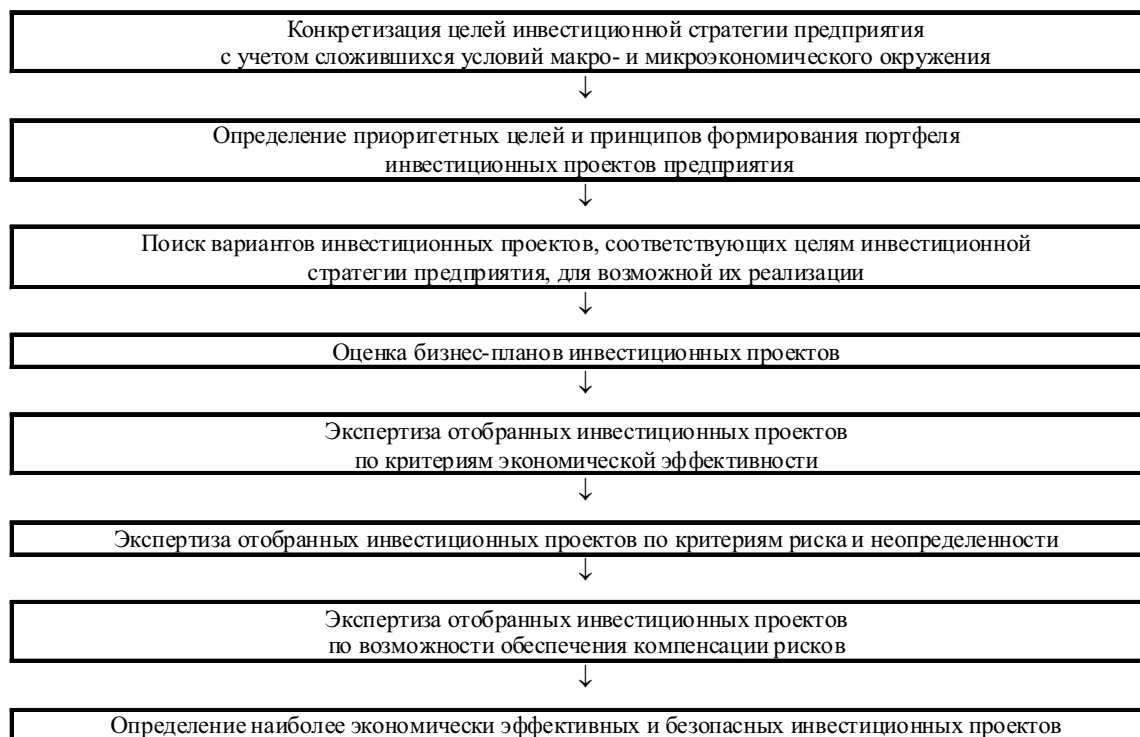 Конкретизация целей инвестиционной стратегии предприятия
с учетом сложившихся условий макро- и микроэкономического окружения
↓
Определение приоритетных целей и принципов формирования портфеля
инвестиционных проектов предприятия
↓
Поиск вариантов инвестиционных проектов, соответствующих целям инвестиционной
стратегии предприятия, для возможной их реализации
↓
Оценка бизнес-планов инвестиционных проектов
↓
Экспертиза отобранных инвестиционных проектов
по критериям экономической эффективности
↓
Экспертиза отобранных инвестиционных проектов по критериям риска и неопределенности
↓
Экспертиза отобранных инвестиционных проектов
по возможности обеспечения компенсации рисков
↓
Определение наиболее экономически эффективных и безопасных инвестиционных проектов